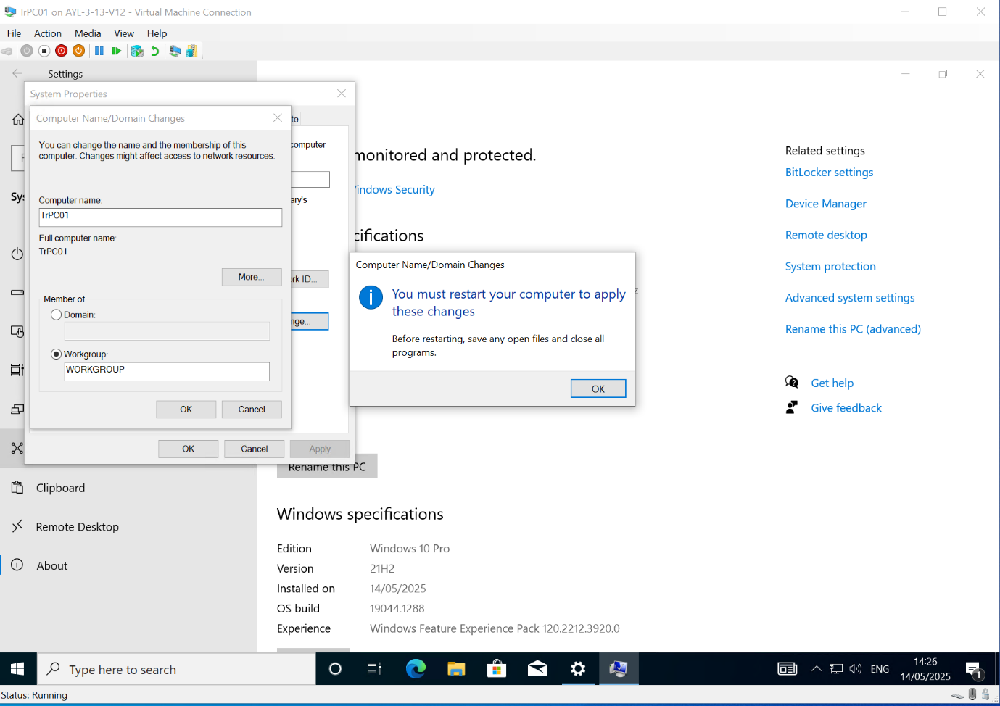 TrPC01 on AYL-3-13-V12 - Virtual Machine Connection
File Action Media View Help
Settings
System Properties
Computer Name/Domain Changes
te
You can change the name and the membership of this
computer. Changes might affect access to network resources.
computer
monitored and protected.
Related settings
BitLocker settings
Windows Security
ary's
Computer name:
TrPC01
Device Manager
Full computer name:
TrPC01
cifications
Remote desktop
System protection
More...
rk ID...
Computer Name/Domain Changes
You must restart your computer to apply
these changes
Before restarting, save any open files and close all
programs.
OK
z
Advanced system settings
Rename this PC (advanced)
Member of
Domain:
nge...
Workgroup:
WORKGROUP
OK Cancel
Get help
Give feedback
OK Cancel Apply
Sys
Rename this PC
Clipboard
Remote Desktop
About
Windows specifications
Edition Windows 10 Pro
Version 21H2
Installed on 14/05/2025
OS build 19044.1288
Experience Windows Feature Experience Pack 120.2212.3920.0
Type here to search
ENG
14:26
14/05/2025
1
Status: Running